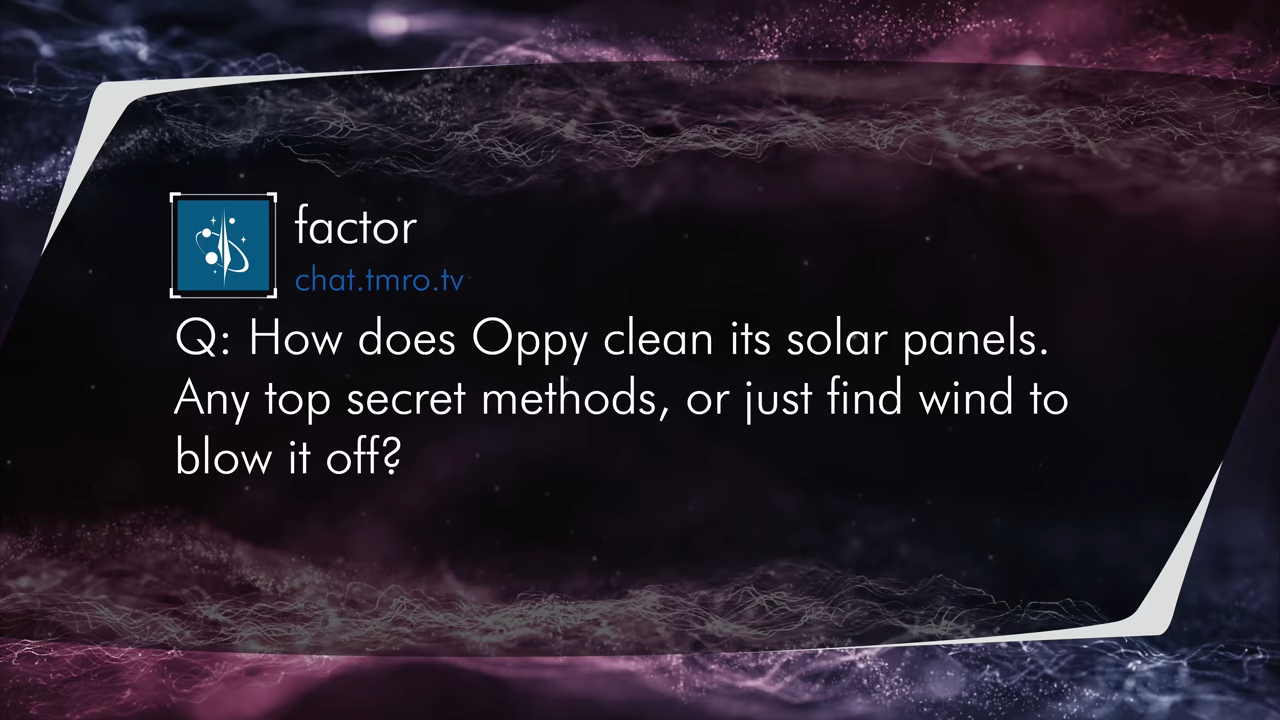 factor
chat.tmro.tv
Q: How does Oppy clean its solar panels.
Any top secret methods, or just find wind to
blow it off?